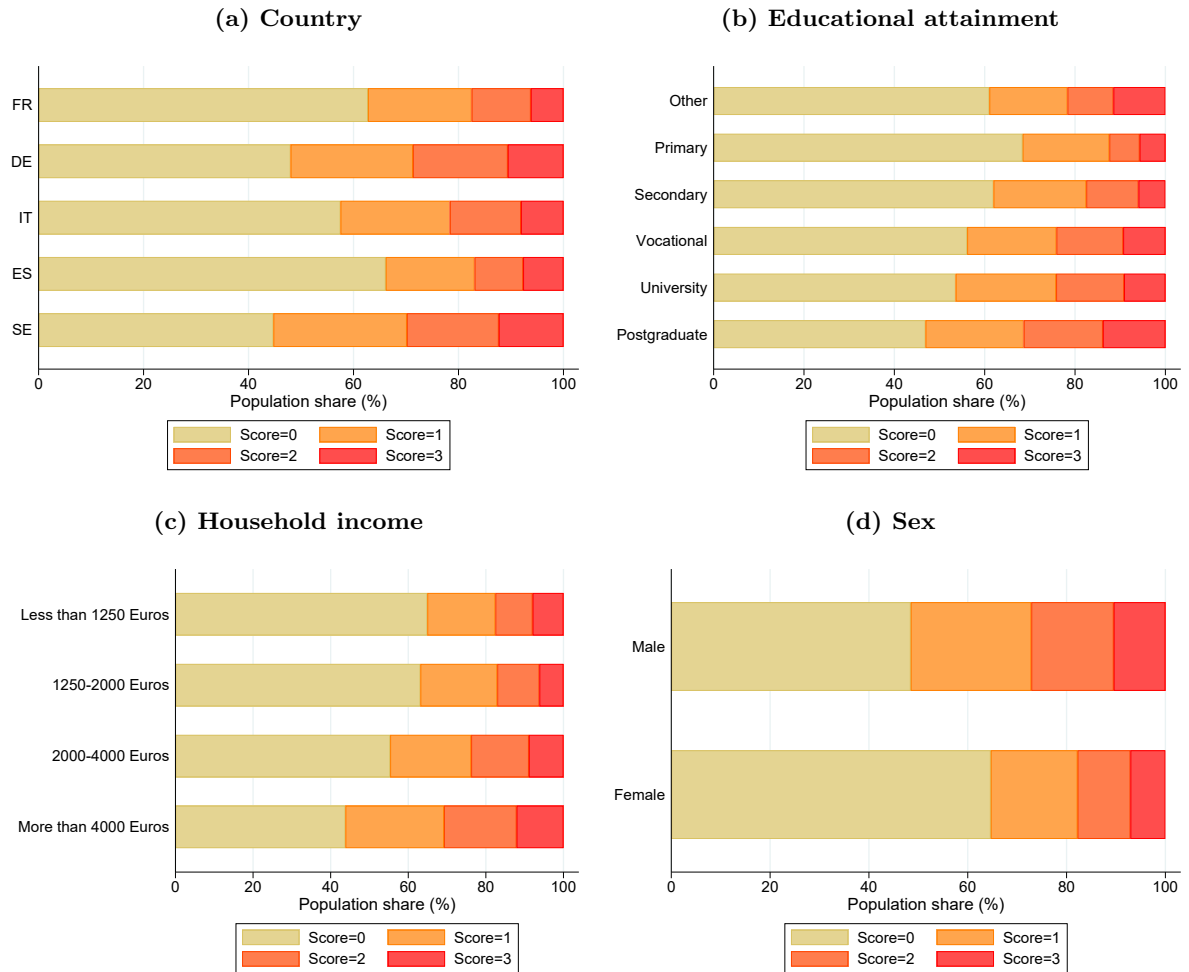 (a) Country
FR
DE
IT
ES
SE
0 20 40 60 80 100
Population share (%)
Score=0 Score=1
Score=2 Score=3
(b) Educational attainment
Other
Primary
Secondary
Vocational
University
Postgraduate
0 20 40 60 80 100
Population share (%)
Score=0 Score=1
Score=2 Score=3
(c) Household income
Less than 1250 Euros
1250-2000 Euros
2000-4000 Euros
More than 4000 Euros
0 20 40 60 80 100
Population share (%)
Score=0 Score=1
Score=2 Score=3
(d) Sex
Male
Female
0 20 40 60 80 100
Population share (%)
Score=0 Score=1
Score=2 Score=3